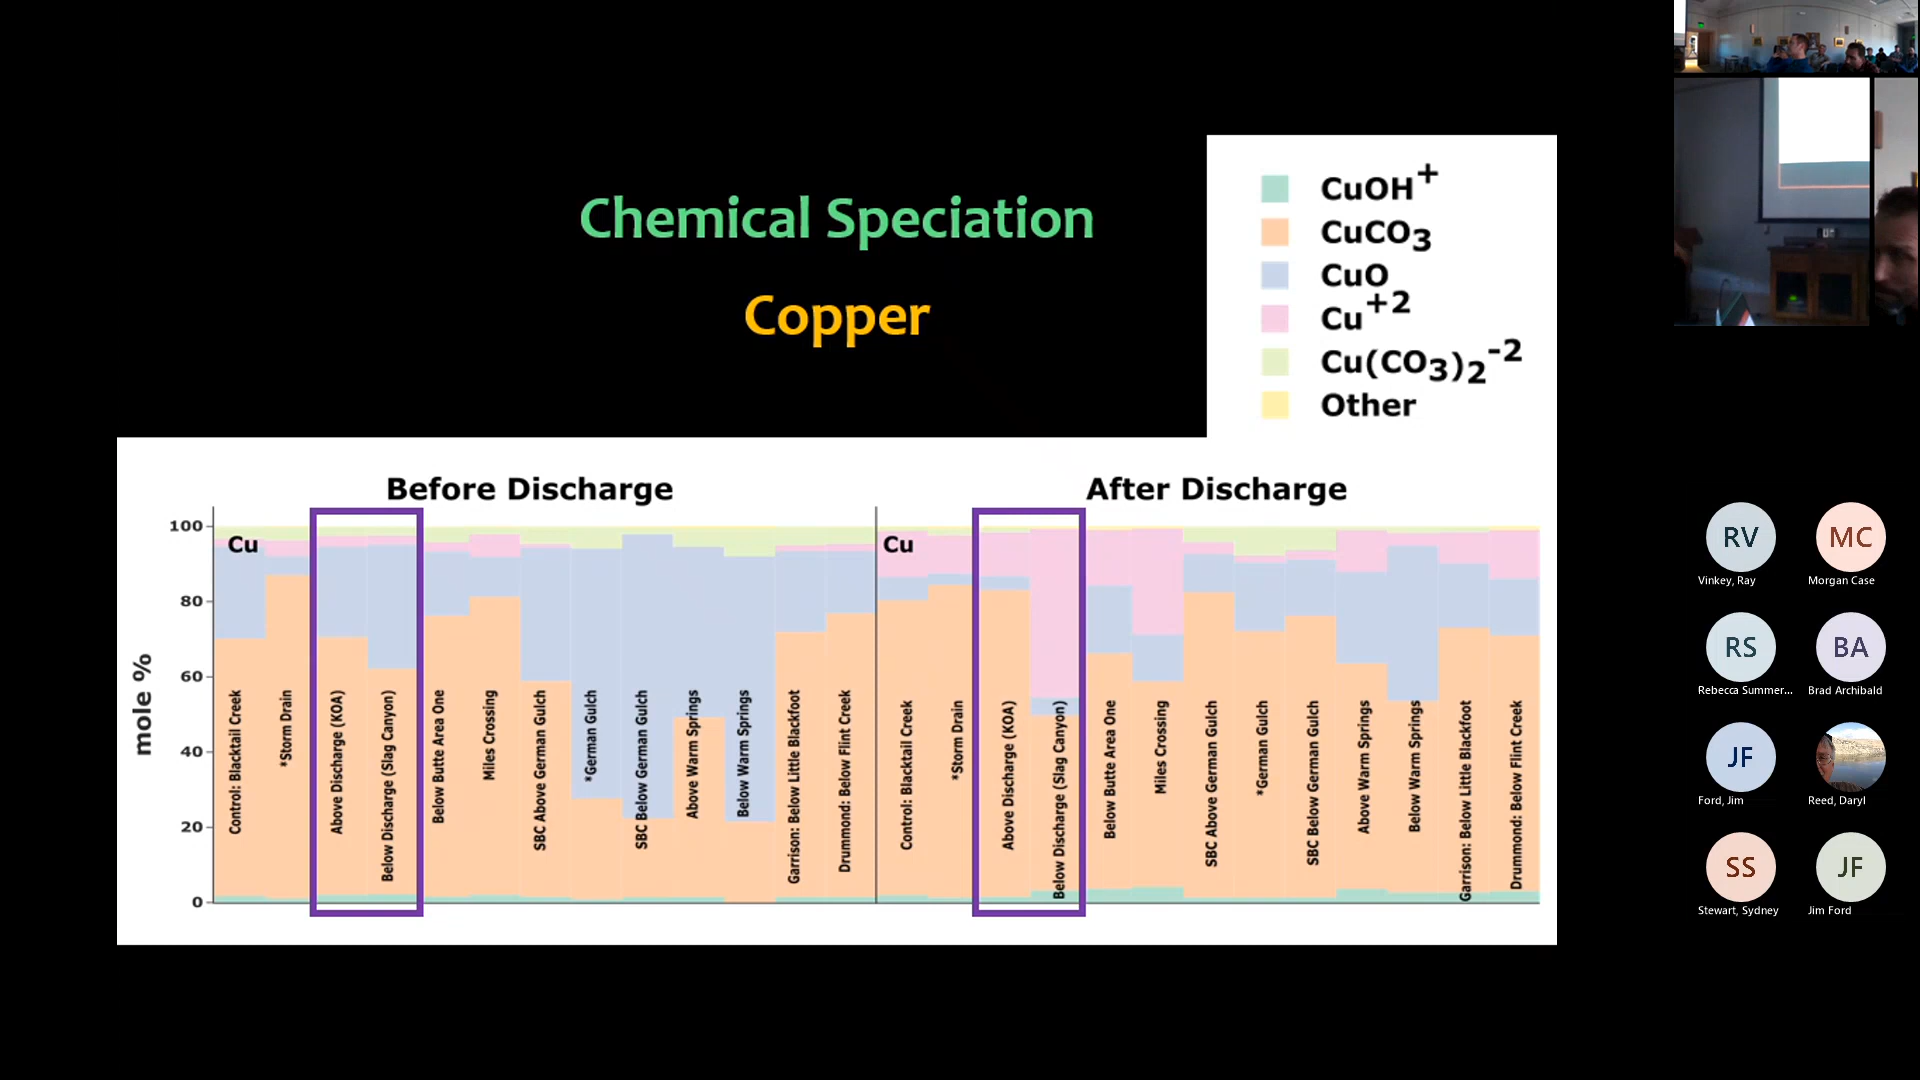 Chemical Speciation
Copper
CuOH+
CuCO3
CuO
Cu+2
Cu(CO3)2-2
Other
Before Discharge
After Discharge
mole %
100
80
60
40
20
0
Cu
Control: Blacktail Creek
*Storm Drain
Above Discharge (KOA)
Below Discharge (Slag Canyon)
Below Butte Area One
Miles Crossing
SBC Above German Gulch
*German Gulch
SBC Below German Gulch
Above Warm Springs
Below Warm Springs
Garrison: Below Little Blackfoot
Drummond: Below Flint Creek
Cu
Control: Blacktail Creek
*Storm Drain
Above Discharge (KOA)
Below Discharge (Slag Canyon)
Below Butte Area One
Miles Crossing
SBC Above German Gulch
*German Gulch
SBC Below German Gulch
Above Warm Springs
Below Warm Springs
Garrison: Below Little Blackfoot
Drummond: Below Flint Creek
RV
Vinkey, Ray
MC
Morgan Case
RS
Rebecca Summer...
BA
Brad Archibald
JF
Ford, Jim
Reed, Daryl
SS
Stewart, Sydney
JF
Jim Ford